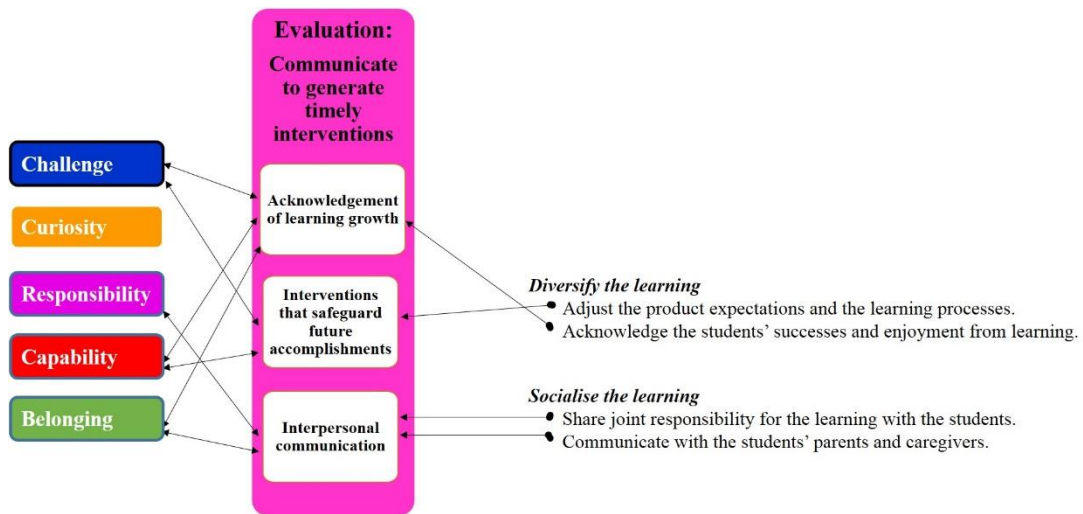 Evaluation:
Communicate
to generate
timely
interventions
Challenge
Curiosity
Responsibility
Capability
Belonging
Acknowledgement
of learning growth
Interventions
that safeguard
future
accomplishments
Interpersonal
communication
Diversify the learning
Adjust the product expectations and the learning processes.
Acknowledge the students’ successes and enjoyment from learning.
Socialise the learning
Share joint responsibility for the learning with the students.
Communicate with the students’ parents and caregivers.